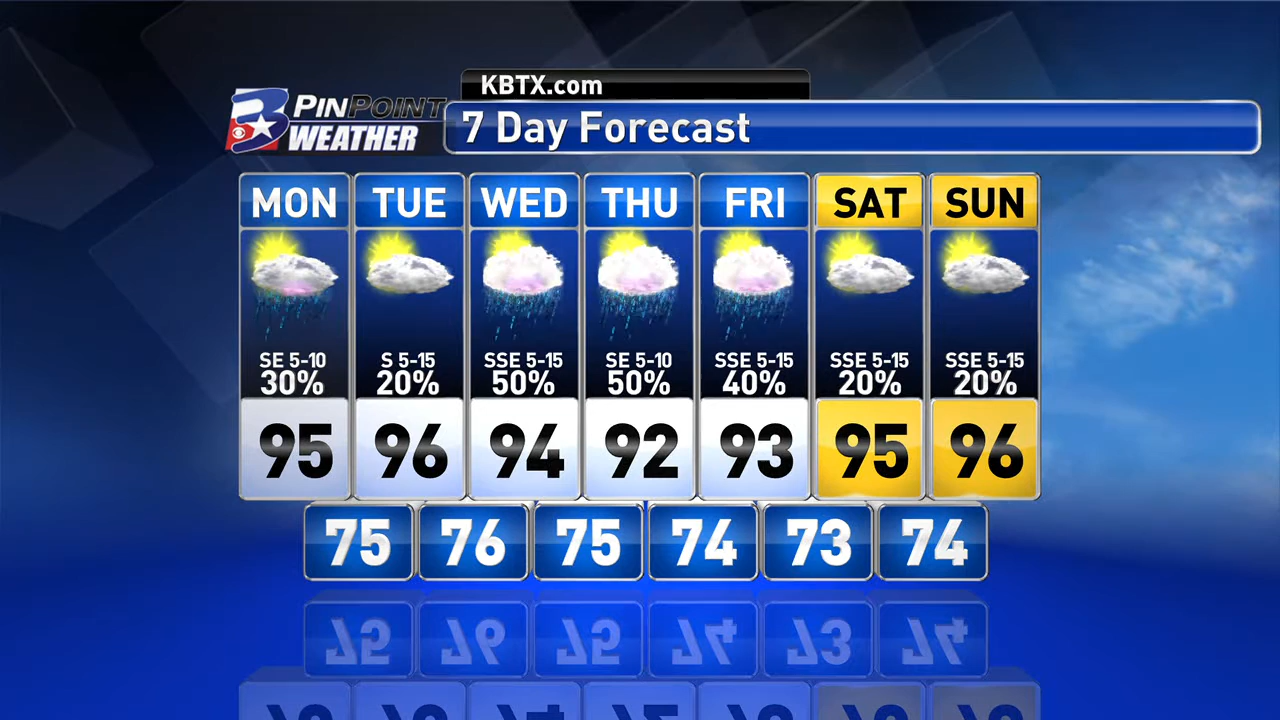 KBTX.com
3 PINPOINT
WEATHER
7 Day Forecast
MON TUE WED THU FRI SAT SUN
SE 5-10 S 5-15 SSE 5-15 SE 5-10 SSE 5-15 SSE 5-15 SSE 5-15
30% 20% 50% 50% 40% 20% 20%
95 96 94 92 93 95 96
75 76 75 74 73 74